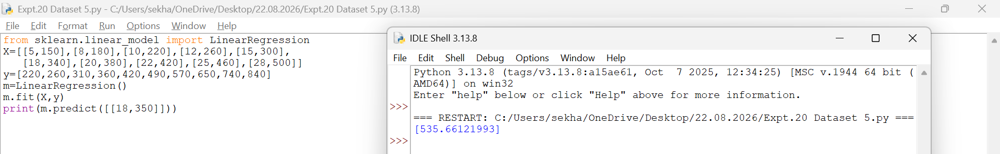 Expt.20 Dataset 5.py - C:/Users/sekha/OneDrive/Desktop/22.08.2026/Expt.20 Dataset 5.py (3.13.8)
File Edit Format Run Options Window Help
from sklearn.linear_model import LinearRegression
X=[[5,150],[8,180],[10,220],[12,260],[15,300],
[18,340],[20,380],[22,420],[25,460],[28,500]]
y=[220,260,310,360,420,490,570,650,740,840]
m=LinearRegression()
m.fit(X,y)
print(m.predict([[18,350]]))
IDLE Shell 3.13.8
File Edit Shell Debug Options Window Help
Python 3.13.8 (tags/v3.13.8:a15ae61, Oct  7 2025, 12:34:25) [MSC v.1944 64 bit (
AMD64)] on win32
Enter "help" below or click "Help" above for more information.
>>>
=== RESTART: C:/Users/sekha/OneDrive/Desktop/22.08.2026/Expt.20 Dataset 5.py ===
[535.66121993]
>>>